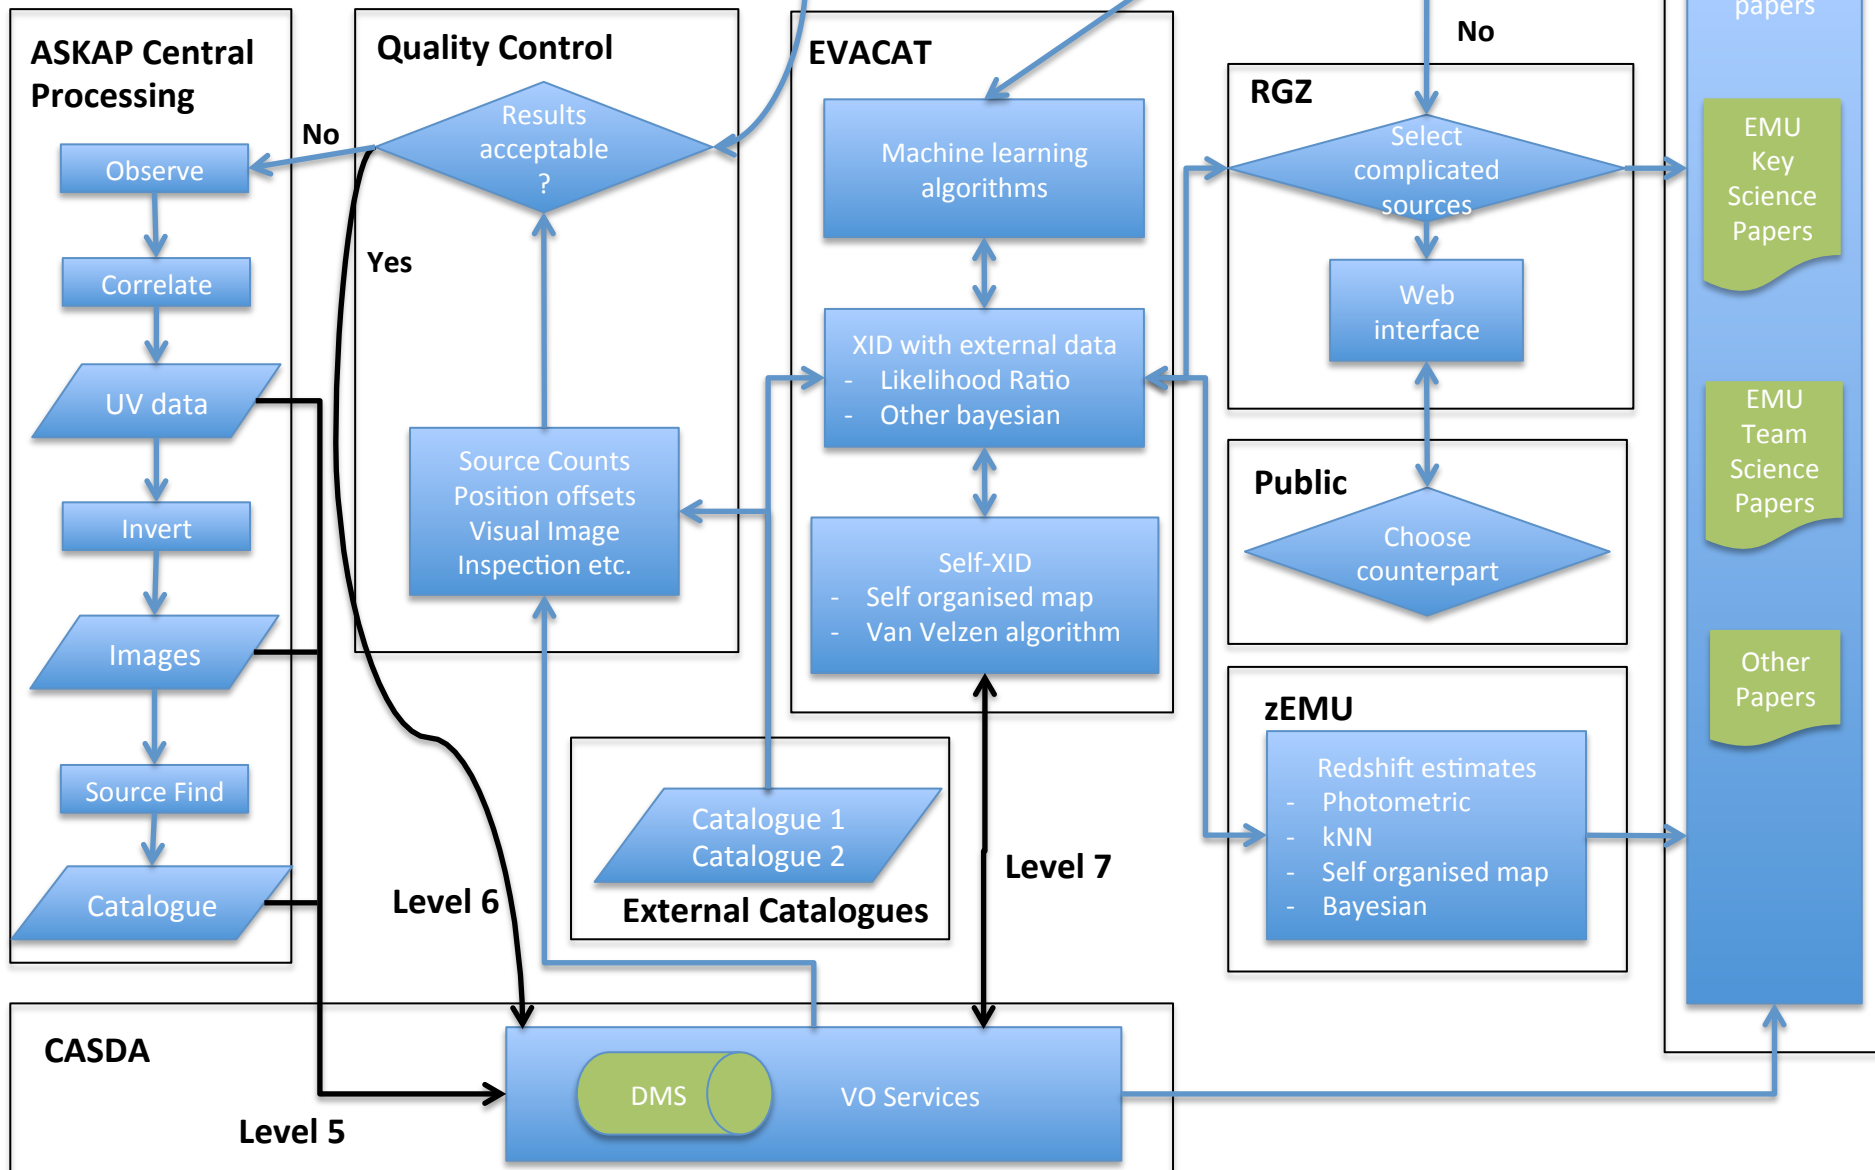 ASKAP Central
Processing
Observe
Correlate
UV data
Invert
Images
Source Find
Catalogue
No
Quality Control
Results
acceptable
?
Yes
Source Counts
Position offsets
Visual Image
Inspection etc.
EVACAT
Machine learning
algorithms
XID with external data
- Likelihood Ratio
- Other bayesian
Self-XID
- Self organised map
- Van Velzen algorithm
Catalogue 1
Catalogue 2
External Catalogues
Level 6
Level 7
No
RGZ
Select
complicated
sources
Web
interface
Public
Choose
counterpart
zEMU
Redshift estimates
- Photometric
- kNN
- Self organised map
- Bayesian
papers
EMU
Key
Science
Papers
EMU
Team
Science
Papers
Other
Papers
CASDA
Level 5
DMS
VO Services